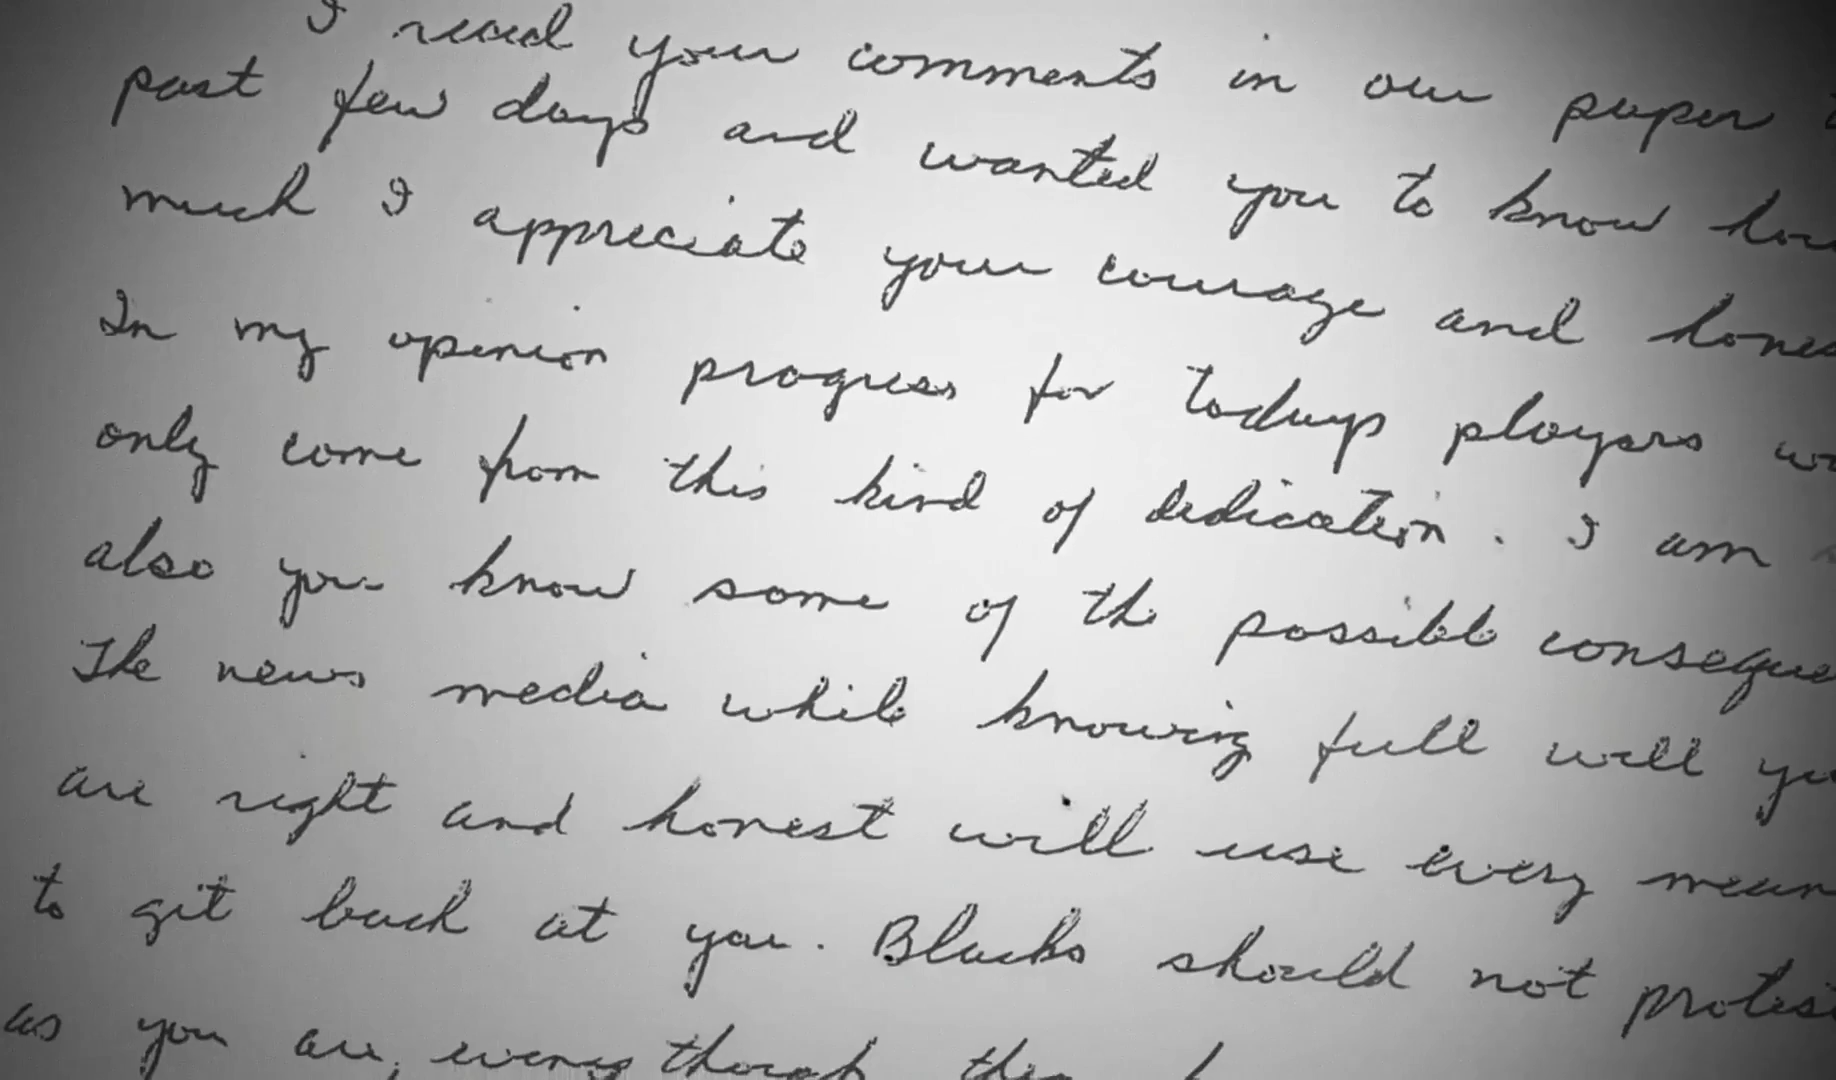 I read your comments in our paper
past few days and wanted you to know
much I appreciate your courage and
In my opinion progress for todays players
only come from this kind of dedication. I am
also you know some of th possible
The news media while knowing full well
are right and honest will use every
to git back at you. Blacks should not
as you are,